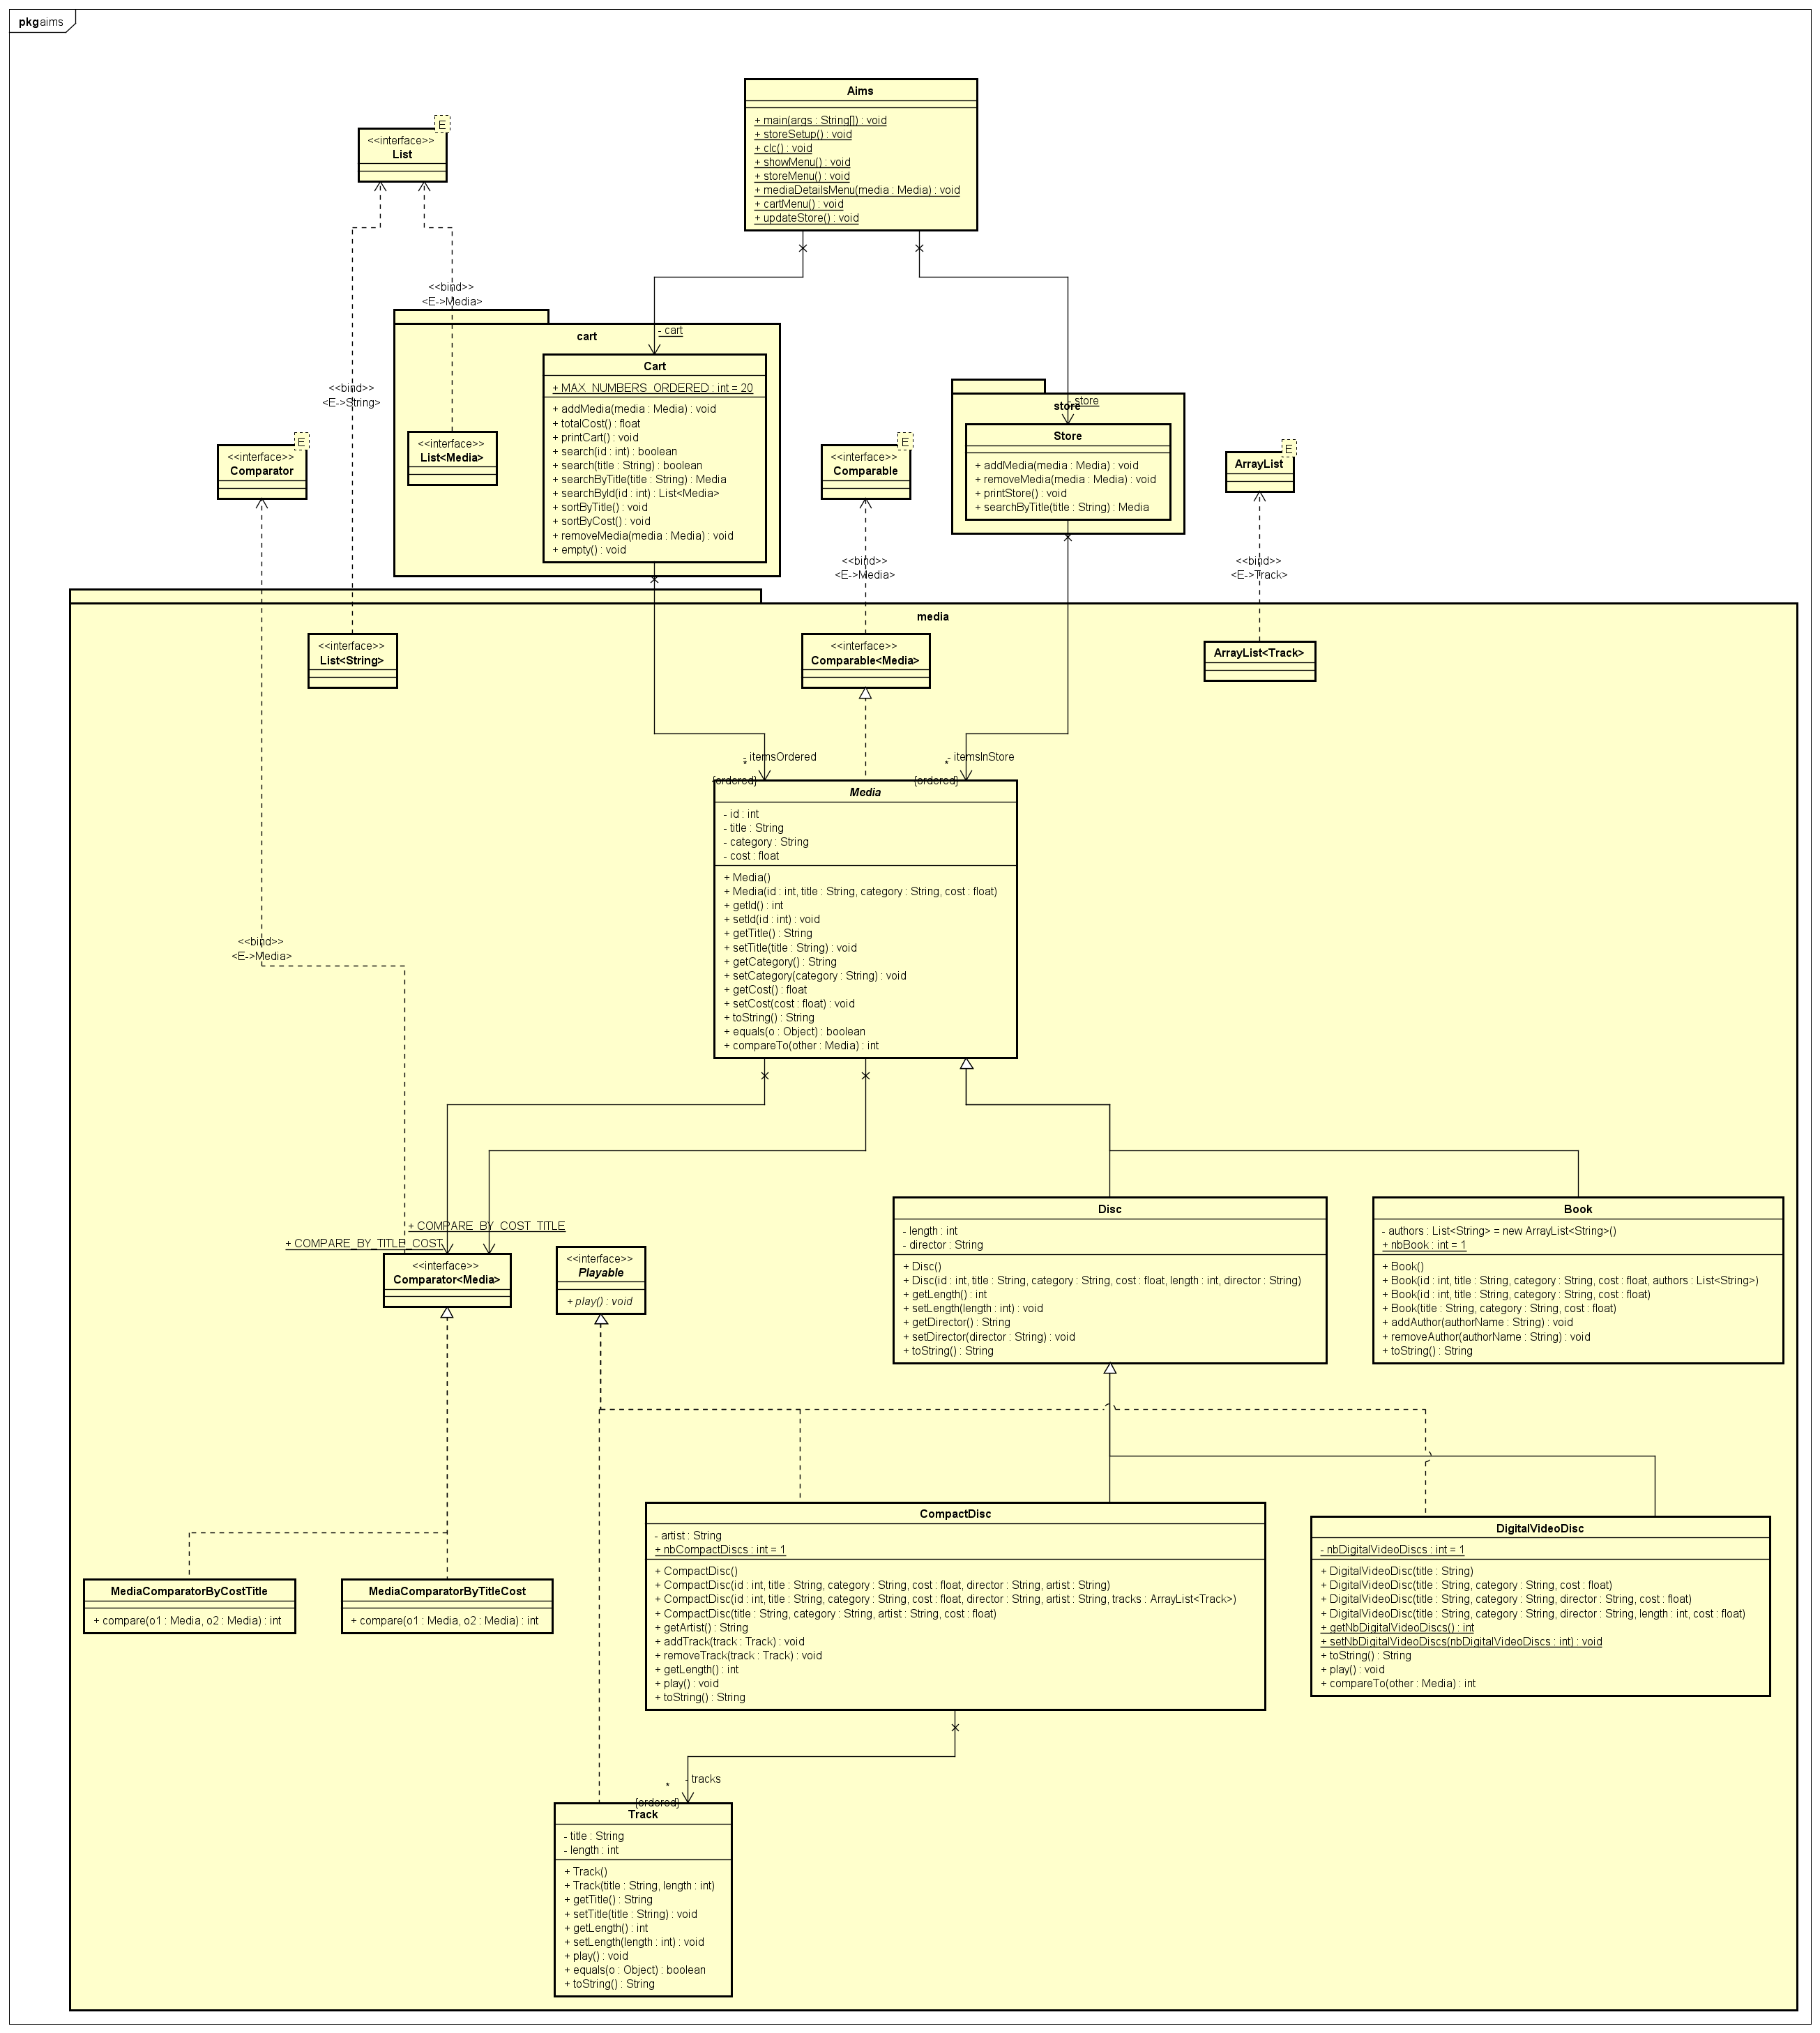 pkg aims
Aims
+ main(args : String[]) : void
+ storeSetup() : void
+ clc() : void
+ showMenu() : void
+ storeMenu() : void
+ mediaDetailsMenu(media : Media) : void
+ cartMenu() : void
+ updateStore() : void
E
<<interface>>
List
<<bind>>
<E->Media>
<<bind>>
<E->String>
cart
- cart
Cart
+ MAX_NUMBERS_ORDERED : int = 20
+ addMedia(media : Media) : void
+ totalCost() : float
+ printCart() : void
+ search(id : int) : boolean
+ search(title : String) : boolean
+ searchByTitle(title : String) : Media
+ searchById(id : int) : List<Media>
+ sortByTitle() : void
+ sortByCost() : void
+ removeMedia(media : Media) : void
+ empty() : void
<<interface>>
List<Media>
store
- store
Store
+ addMedia(media : Media) : void
+ removeMedia(media : Media) : void
+ printStore() : void
+ searchByTitle(title : String) : Media
E
<<interface>>
Comparator
E
<<interface>>
Comparable
E
ArrayList
<<bind>>
<E->Media>
<<bind>>
<E->Track>
media
<<interface>>
List<String>
<<interface>>
Comparable<Media>
ArrayList<Track>
- itemsOrdered
*
{ordered}
- itemsInStore
*
{ordered}
Media
- id : int
- title : String
- category : String
- cost : float
+ Media()
+ Media(id : int, title : String, category : String, cost : float)
+ getId() : int
+ setId(id : int) : void
+ getTitle() : String
+ setTitle(title : String) : void
+ getCategory() : String
+ setCategory(category : String) : void
+ getCost() : float
+ setCost(cost : float) : void
+ toString() : String
+ equals(o : Object) : boolean
+ compareTo(other : Media) : int
<<bind>>
<E->Media>
+ COMPARE_BY_COST_TITLE
+ COMPARE_BY_TITLE_COST
<<interface>>
Comparator<Media>
<<interface>>
Playable
+ play() : void
Disc
- length : int
- director : String
+ Disc()
+ Disc(id : int, title : String, category : String, cost : float, length : int, director : String)
+ getLength() : int
+ setLength(length : int) : void
+ getDirector() : String
+ setDirector(director : String) : void
+ toString() : String
Book
- authors : List<String> = new ArrayList<String>()
+ nbBook : int = 1
+ Book()
+ Book(id : int, title : String, category : String, cost : float, authors : List<String>)
+ Book(id : int, title : String, category : String, cost : float)
+ Book(title : String, category : String, cost : float)
+ addAuthor(authorName : String) : void
+ removeAuthor(authorName : String) : void
+ toString() : String
MediaComparatorByCostTitle
+ compare(o1 : Media, o2 : Media) : int
MediaComparatorByTitleCost
+ compare(o1 : Media, o2 : Media) : int
CompactDisc
- artist : String
+ nbCompactDiscs : int = 1
+ CompactDisc()
+ CompactDisc(id : int, title : String, category : String, cost : float, director : String, artist : String)
+ CompactDisc(id : int, title : String, category : String, cost : float, director : String, artist : String, tracks : ArrayList<Track>)
+ CompactDisc(title : String, category : String, artist : String, cost : float)
+ getArtist() : String
+ addTrack(track : Track) : void
+ removeTrack(track : Track) : void
+ getLength() : int
+ play() : void
+ toString() : String
DigitalVideoDisc
- nbDigitalVideoDiscs : int = 1
+ DigitalVideoDisc(title : String)
+ DigitalVideoDisc(title : String, category : String, cost : float)
+ DigitalVideoDisc(title : String, category : String, director : String, cost : float)
+ DigitalVideoDisc(title : String, category : String, director : String, length : int, cost : float)
+ getNbDigitalVideoDiscs() : int
+ setNbDigitalVideoDiscs(nbDigitalVideoDiscs : int) : void
+ toString() : String
+ play() : void
+ compareTo(other : Media) : int
- tracks
*
{ordered}
Track
- title : String
- length : int
+ Track()
+ Track(title : String, length : int)
+ getTitle() : String
+ setTitle(title : String) : void
+ getLength() : int
+ setLength(length : int) : void
+ play() : void
+ equals(o : Object) : boolean
+ toString() : String